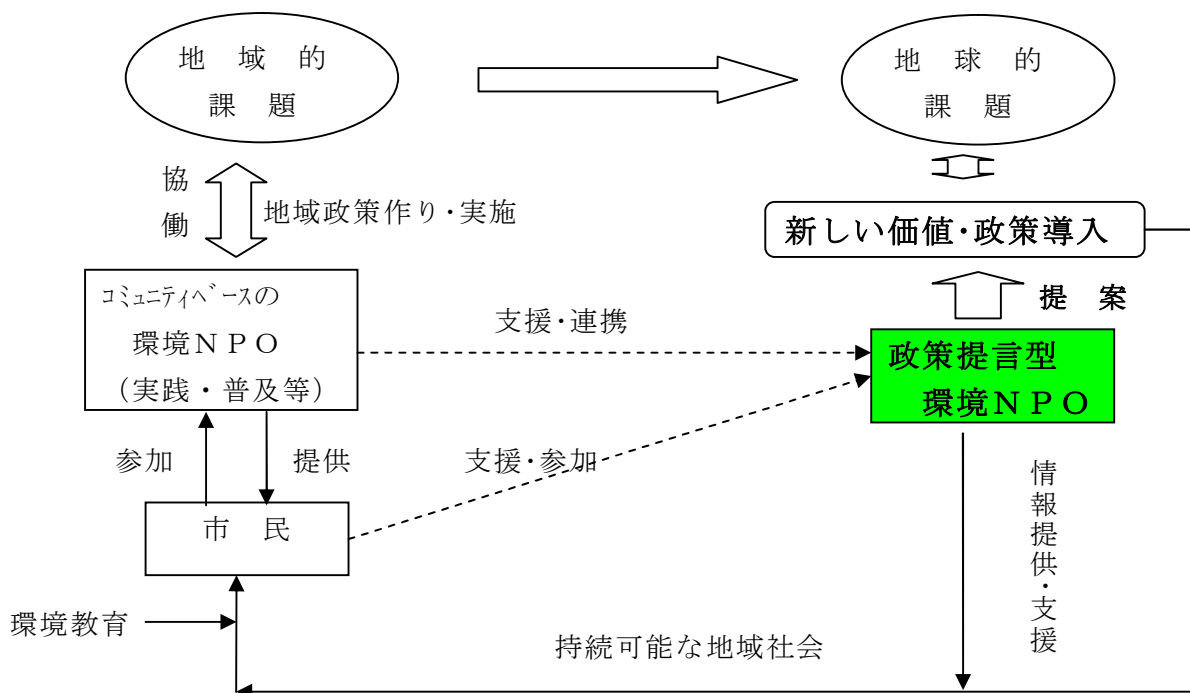 地 域 的
課 題
地 球 的
課 題
協
働
地域政策作り・実施
新しい価値・政策導入
提 案
コミュニティベースの
環境NPO
（実践・普及等）
支援・連携
政策提言型
環境NPO
参加
提供
支援・参加
市 民
情報提供・支援
環境教育
持続可能な地域社会